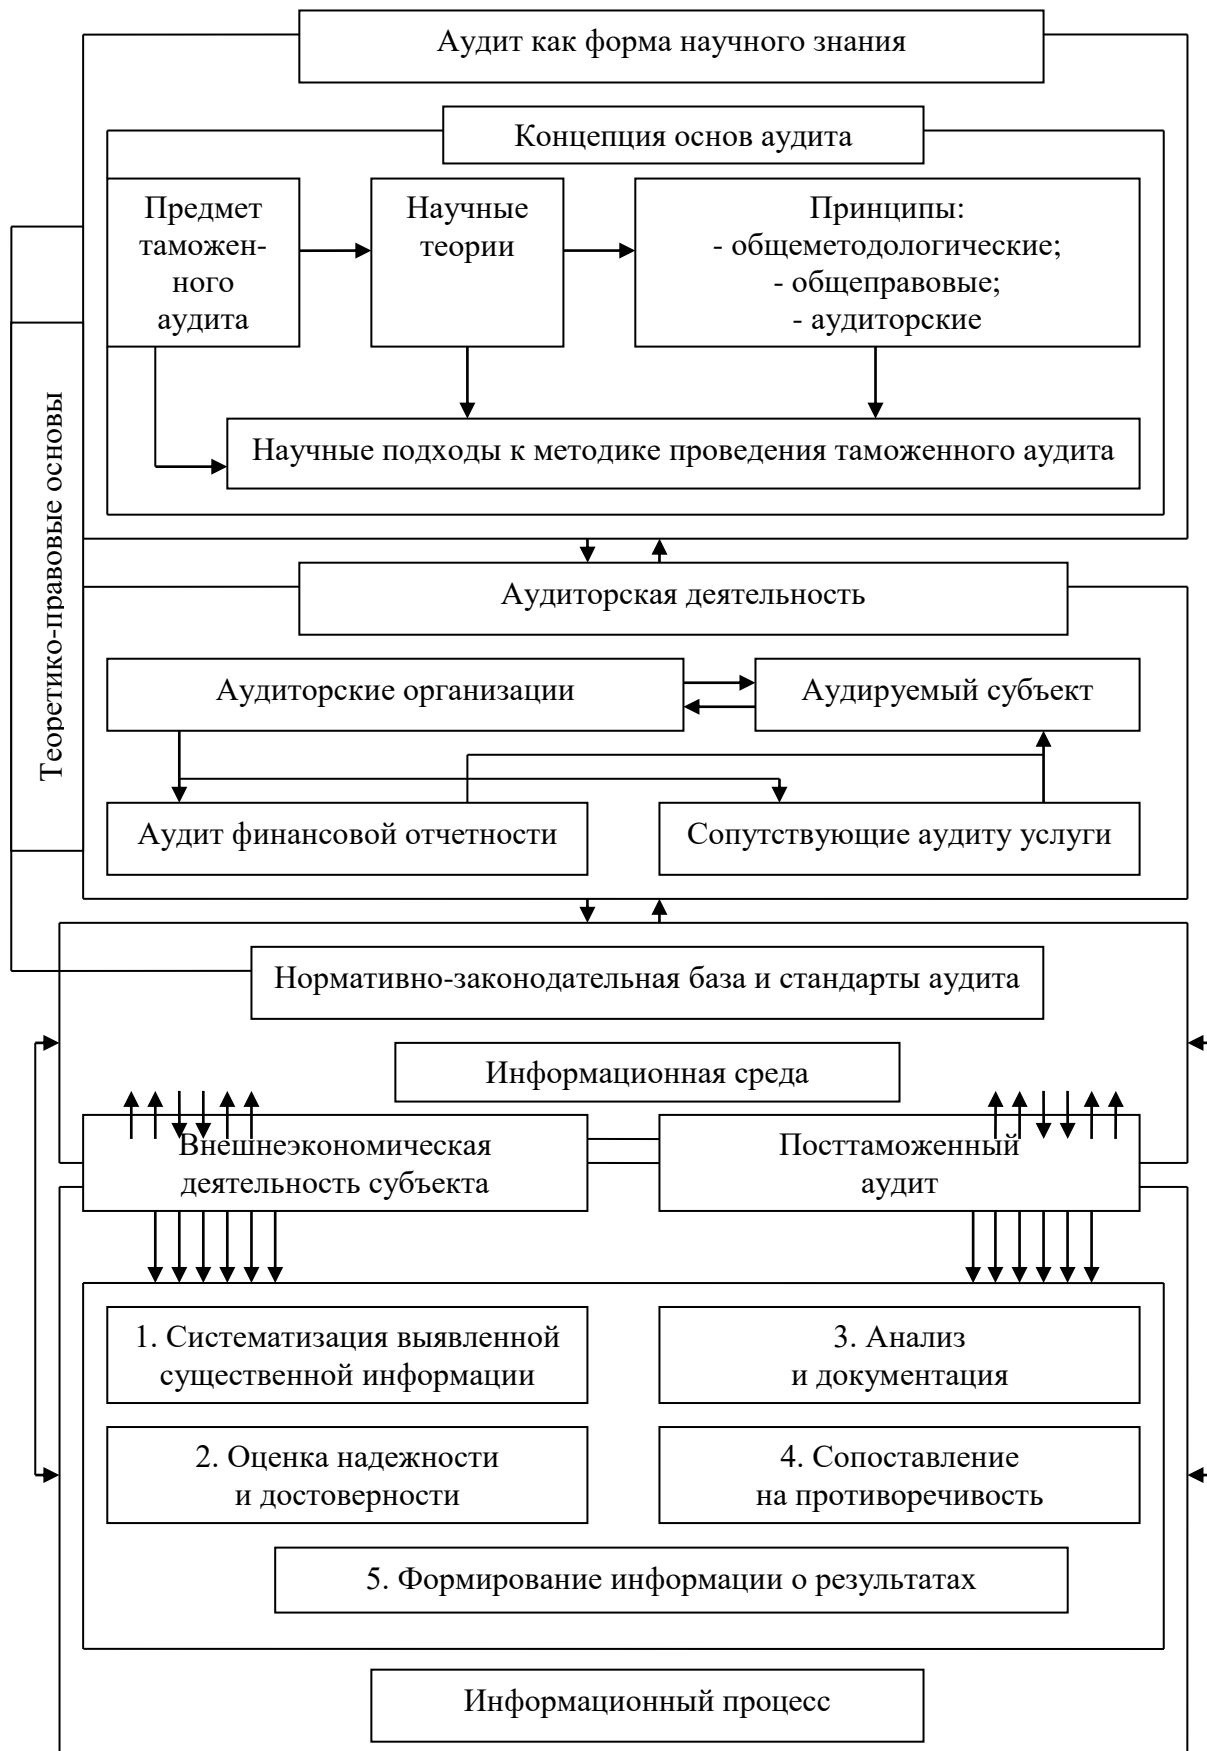 Аудит как форма научного знания
Концепция основ аудита
Предмет
таможен-
ного
аудита
Научные
теории
Принципы:
- общеметодологические;
- общеправовые;
- аудиторские
Научные подходы к методике проведения таможенного аудита
Теоретико-правовые основы
Аудиторская деятельность
Аудиторские организации
Аудируемый субъект
Аудит финансовой отчетности
Сопутствующие аудиту услуги
Нормативно-законодательная база и стандарты аудита
Информационная среда
Внешнеэкономическая
деятельность субъекта
Посттаможенный
аудит
1. Систематизация выявленной
существенной информации
3. Анализ
и документация
2. Оценка надежности
и достоверности
4. Сопоставление
на противоречивость
5. Формирование информации о результатах
Информационный процесс